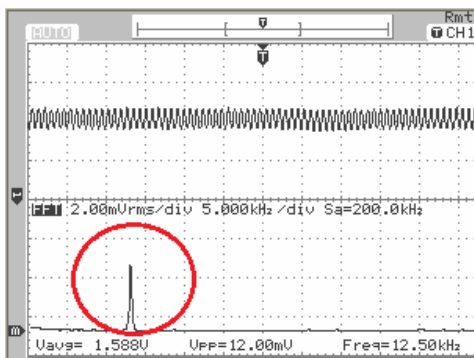 Rmt
AUTO T T CH1
T
FFT 2.00mVrms/div 5.000kHz/div Sa=200.0kHz
m
Vavg= 1.588V Vpp=12.00mV Freq=12.50kHz